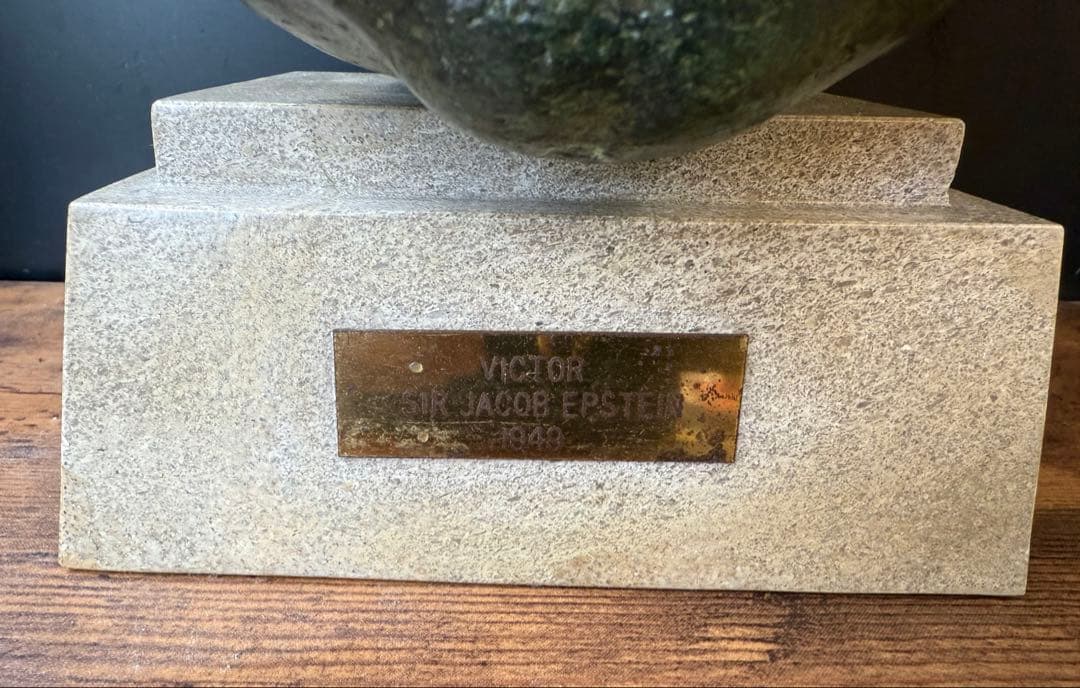 VICTOR
SIR JACOB EPSTEIN
1949